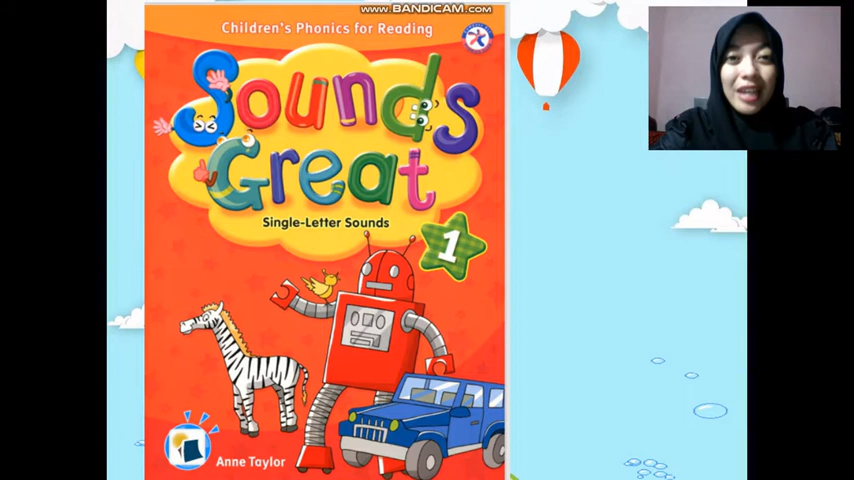 www.BANDICAM.com
Children's Phonics for Reading
Sounds
Great
Single-Letter Sounds
1
Anne Taylor